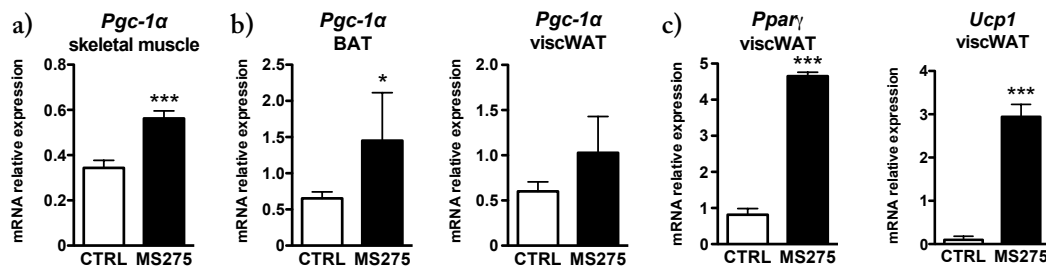 a)
Pgc-1α
skeletal muscle
mRNA relative expression
0.8
0.6
0.4
0.2
0.0
***
CTRL MS275
b)
Pgc-1α
BAT
mRNA relative expression
2.5
2.0
1.5
1.0
0.5
0.0
*
CTRL MS275
Pgc-1α
viscWAT
mRNA relative expression
2.0
1.5
1.0
0.5
0.0
CTRL MS275
c)
Pparγ
viscWAT
mRNA relative expression
5
4
3
2
1
0
***
CTRL MS275
Ucp1
viscWAT
mRNA relative expression
4
3
2
1
0
***
CTRL MS275